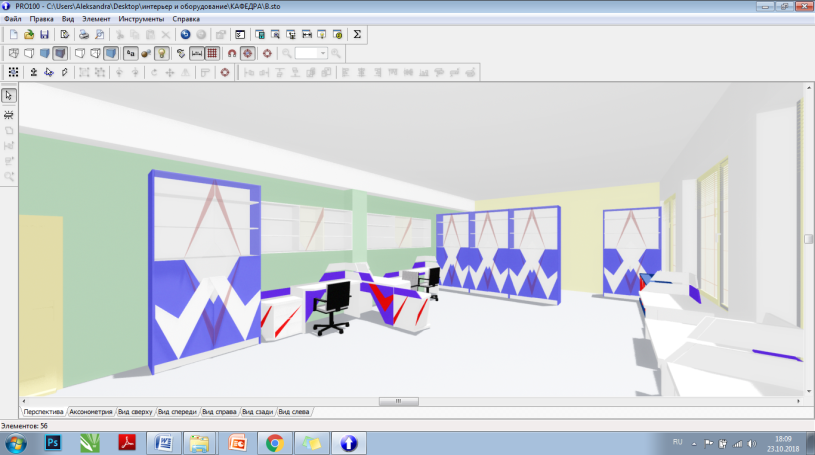 PRO100 - C:\Users\Aleksandra\Desktop\интерьер и оборудование\КАФЕДРА\8.sto
Файл Правка Вид Элемент Инструменты Справка
Перспектива Аксонометрия Вид сверху Вид спереди Вид справа Вид сзади Вид слева
Элементов: 56
Ps
RU
18:09
23.10.2018